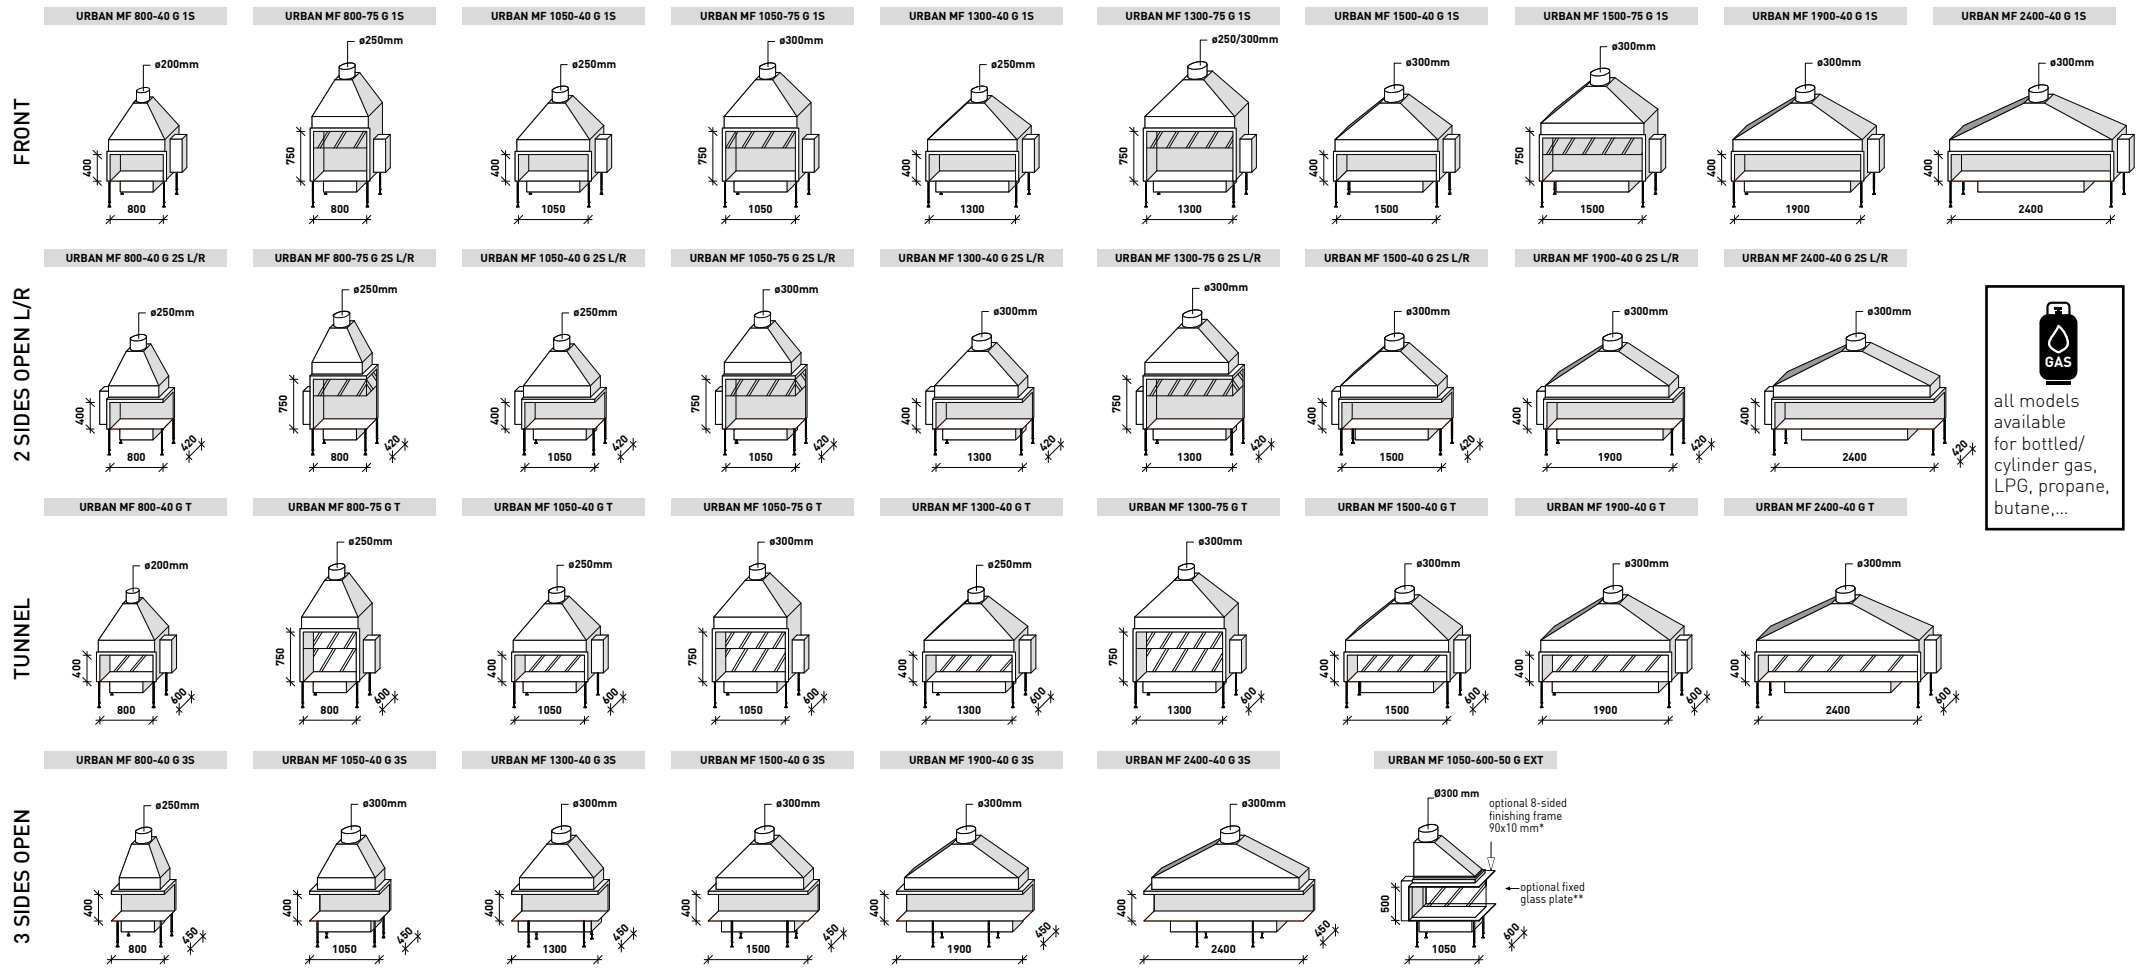 FRONT
URBAN MF 800-40 G 1S
ø200mm
400
800
URBAN MF 800-75 G 1S
ø250mm
750
800
URBAN MF 1050-40 G 1S
ø250mm
400
1050
URBAN MF 1050-75 G 1S
ø300mm
750
1050
URBAN MF 1300-40 G 1S
ø250mm
400
1300
URBAN MF 1300-75 G 1S
ø250/300mm
750
1300
URBAN MF 1500-40 G 1S
ø300mm
400
1500
URBAN MF 1500-75 G 1S
ø300mm
750
1500
URBAN MF 1900-40 G 1S
ø300mm
400
1900
URBAN MF 2400-40 G 1S
ø300mm
400
2400
2 SIDES OPEN L/R
URBAN MF 800-40 G 2S L/R
ø250mm
400
800
420
URBAN MF 800-75 G 2S L/R
ø250mm
750
800
420
URBAN MF 1050-40 G 2S L/R
ø250mm
400
1050
420
URBAN MF 1050-75 G 2S L/R
ø300mm
750
1050
420
URBAN MF 1300-40 G 2S L/R
ø300mm
400
1300
420
URBAN MF 1300-75 G 2S L/R
ø300mm
750
1300
420
URBAN MF 1500-40 G 2S L/R
ø300mm
400
1500
420
URBAN MF 1900-40 G 2S L/R
ø300mm
400
1900
420
URBAN MF 2400-40 G 2S L/R
ø300mm
400
2400
420
GAS
all models
available
for bottled/
cylinder gas,
LPG, propane,
butane,...
TUNNEL
URBAN MF 800-40 G T
ø200mm
400
800
600
URBAN MF 800-75 G T
ø250mm
750
800
600
URBAN MF 1050-40 G T
ø250mm
400
1050
600
URBAN MF 1050-75 G T
ø300mm
750
1050
600
URBAN MF 1300-40 G T
ø250mm
400
1300
600
URBAN MF 1300-75 G T
ø300mm
750
1300
600
URBAN MF 1500-40 G T
ø300mm
400
1500
600
URBAN MF 1900-40 G T
ø300mm
400
1900
600
URBAN MF 2400-40 G T
ø300mm
400
2400
600
3 SIDES OPEN
URBAN MF 800-40 G 3S
ø250mm
400
800
450
URBAN MF 1050-40 G 3S
ø300mm
400
1050
450
URBAN MF 1300-40 G 3S
ø300mm
400
1300
450
URBAN MF 1500-40 G 3S
ø300mm
400
1500
450
URBAN MF 1900-40 G 3S
ø300mm
400
1900
450
URBAN MF 2400-40 G 3S
ø300mm
400
2400
450
URBAN MF 1050-600-50 G EXT
Ø300 mm
optional 8-sided
finishing frame
90x10 mm*
optional fixed
glass plate**
500
1050
600